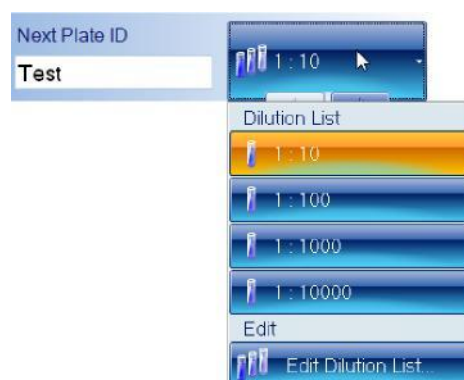 Next Plate ID
Test
1 : 10
Dilution List
1 : 10
1 : 100
1 : 1000
1 : 10000
Edit
Edit Dilution List...